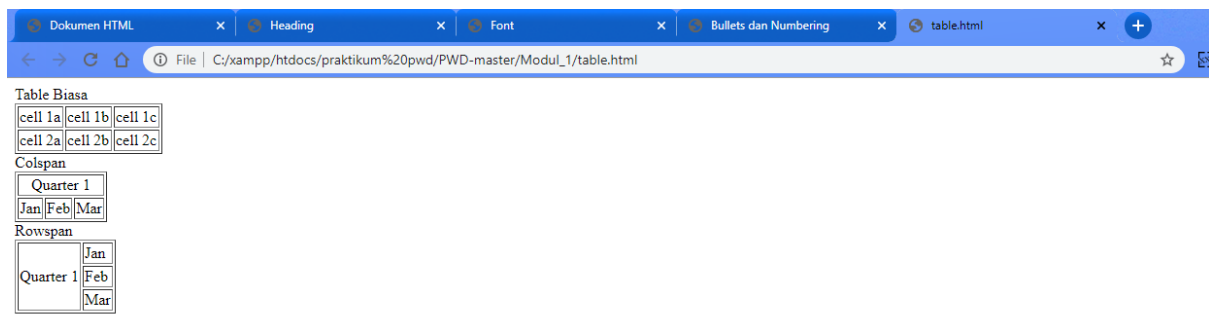 Dokumen HTML Heading Font Bullets dan Numbering table.html
File C:/xampp/htdocs/praktikum%20pwd/PWD-master/Modul_1/table.html
Table Biasa
cell 1a cell 1b cell 1c
cell 2a cell 2b cell 2c
Colspan
Quarter 1
Jan Feb Mar
Rowspan
Jan
Quarter 1 Feb
Mar